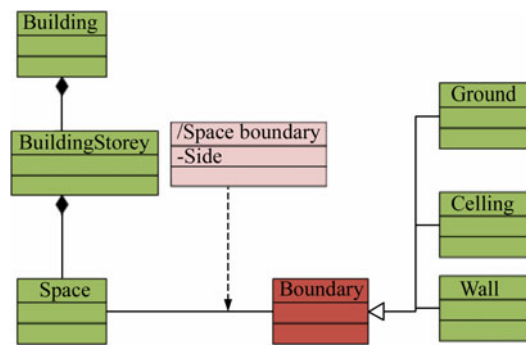 Building
BuildingStorey
/Space boundary
-Side
Space
Boundary
Ground
Celling
Wall